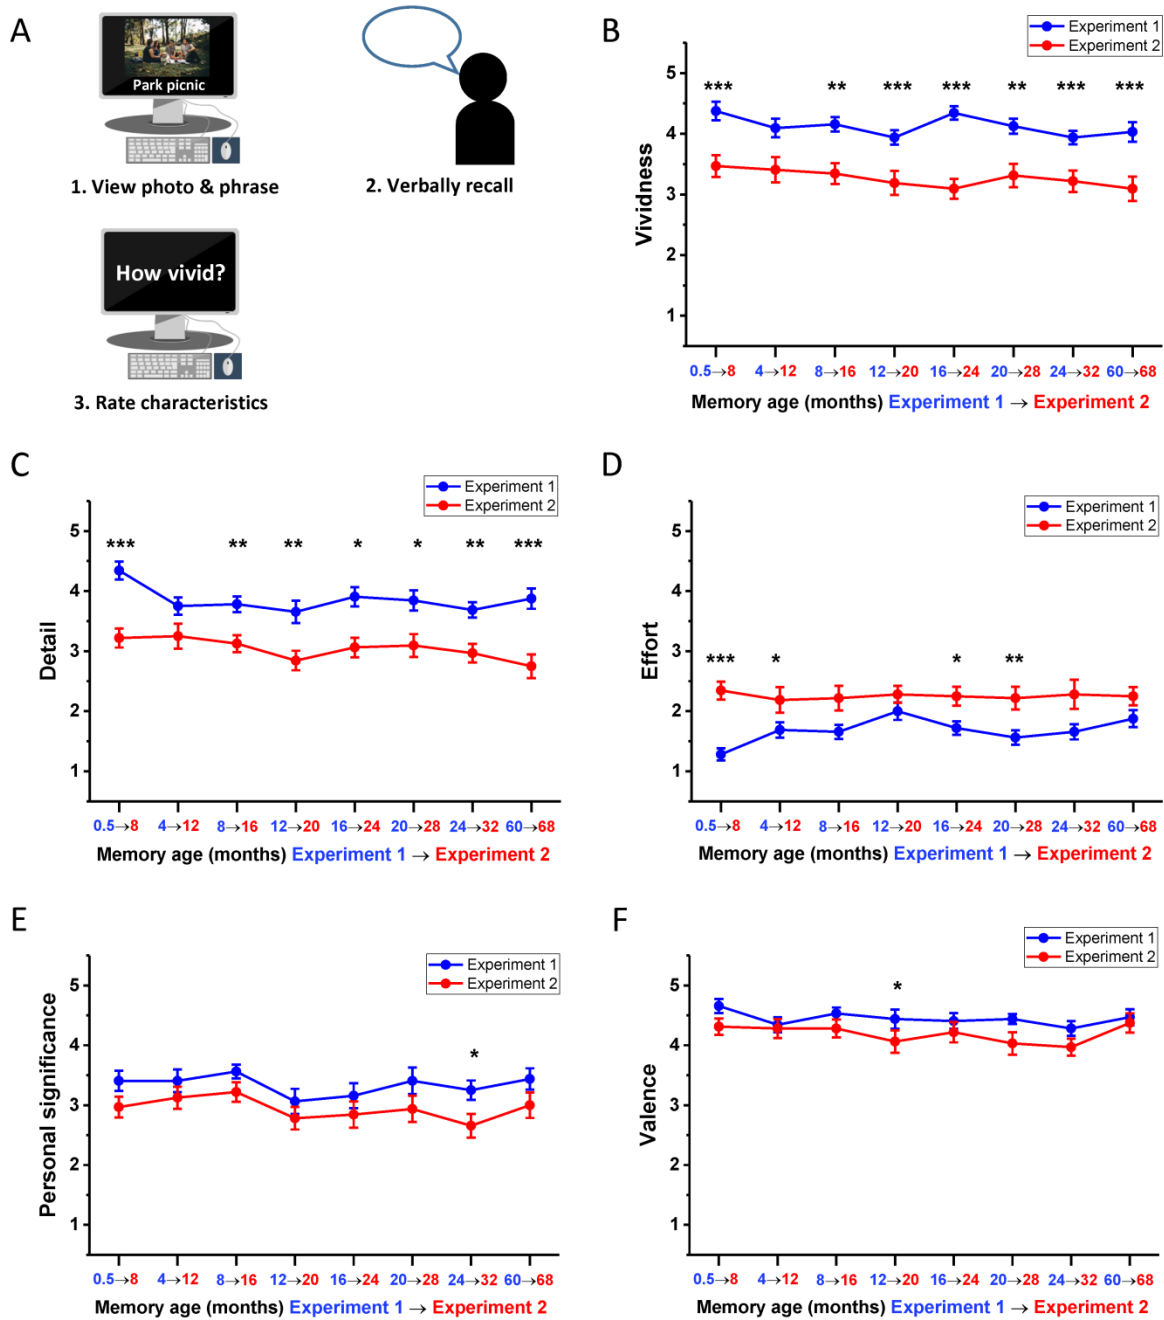 A
Park picnic
1. View photo & phrase
2. Verbally recall
How vivid?
3. Rate characteristics
B
Experiment 1
Experiment 2
5
4
3
2
1
Vividness
*** ** *** *** ** *** ***
0.5→8 4→12 8→16 12→20 16→24 20→28 24→32 60→68
Memory age (months) Experiment 1 → Experiment 2
C
Experiment 1
Experiment 2
5
4
3
2
1
Detail
*** ** ** * * ** ***
0.5→8 4→12 8→16 12→20 16→24 20→28 24→32 60→68
Memory age (months) Experiment 1 → Experiment 2
D
Experiment 1
Experiment 2
5
4
3
2
1
Effort
*** * * **
0.5→8 4→12 8→16 12→20 16→24 20→28 24→32 60→68
Memory age (months) Experiment 1 → Experiment 2
E
Experiment 1
Experiment 2
5
4
3
2
1
Personal significance
*
0.5→8 4→12 8→16 12→20 16→24 20→28 24→32 60→68
Memory age (months) Experiment 1 → Experiment 2
F
Experiment 1
Experiment 2
5
4
3
2
1
Valence
*
0.5→8 4→12 8→16 12→20 16→24 20→28 24→32 60→68
Memory age (months) Experiment 1 → Experiment 2